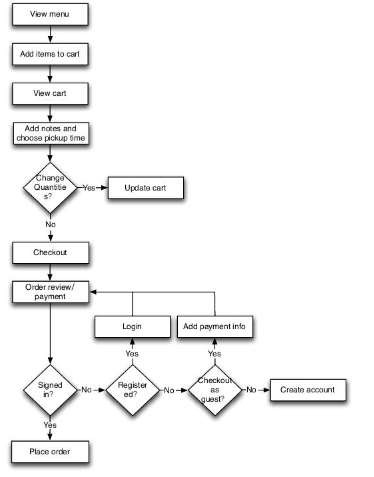 View menu
Add items to cart
View cart
Add notes and
choose pickup time
Change
Quantitie
s?
Yes
Update cart
No
Checkout
Order review/
payment
Login
Add payment info
Yes
Yes
Signed
in?
No
Register
ed?
No
Checkout
as
guest?
No
Create account
Yes
Place order